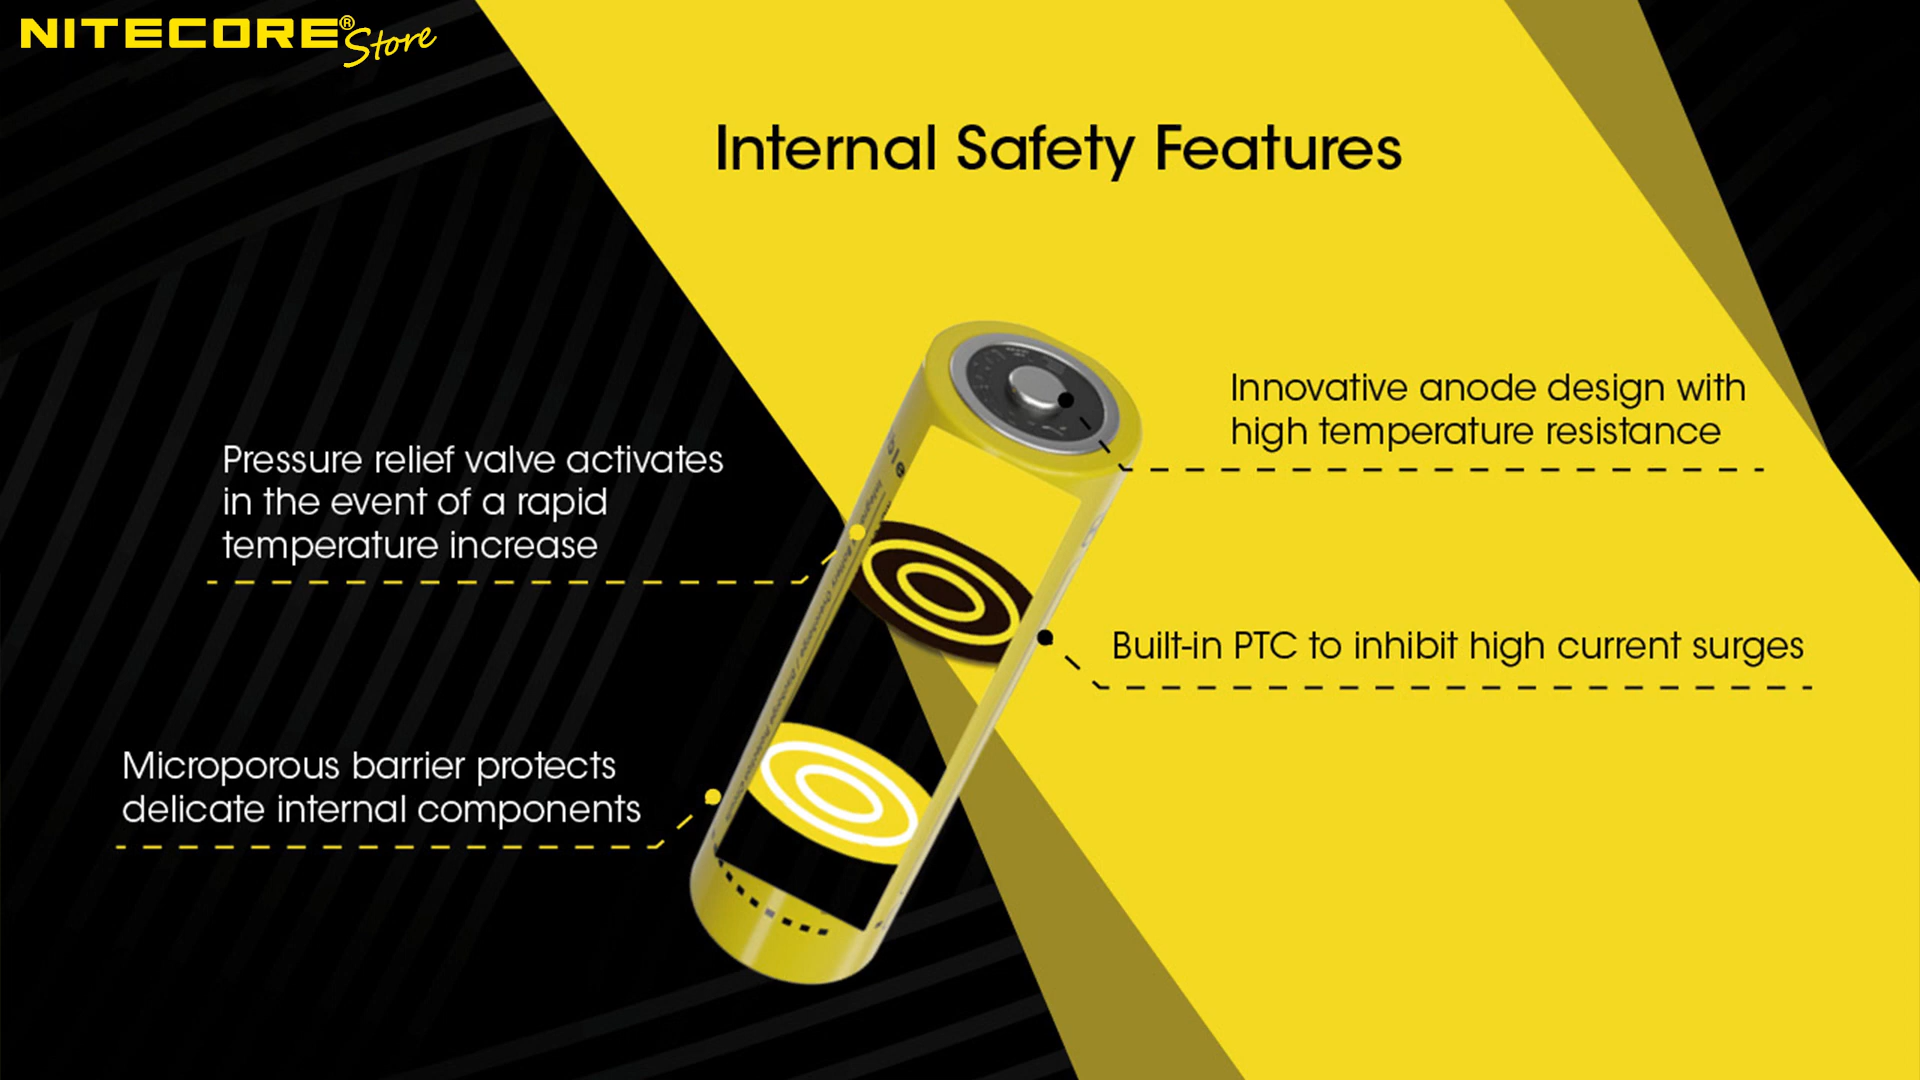 NITECORE® Store
Internal Safety Features
Innovative anode design with
high temperature resistance
Pressure relief valve activates
in the event of a rapid
temperature increase
Built-in PTC to inhibit high current surges
Microporous barrier protects
delicate internal components